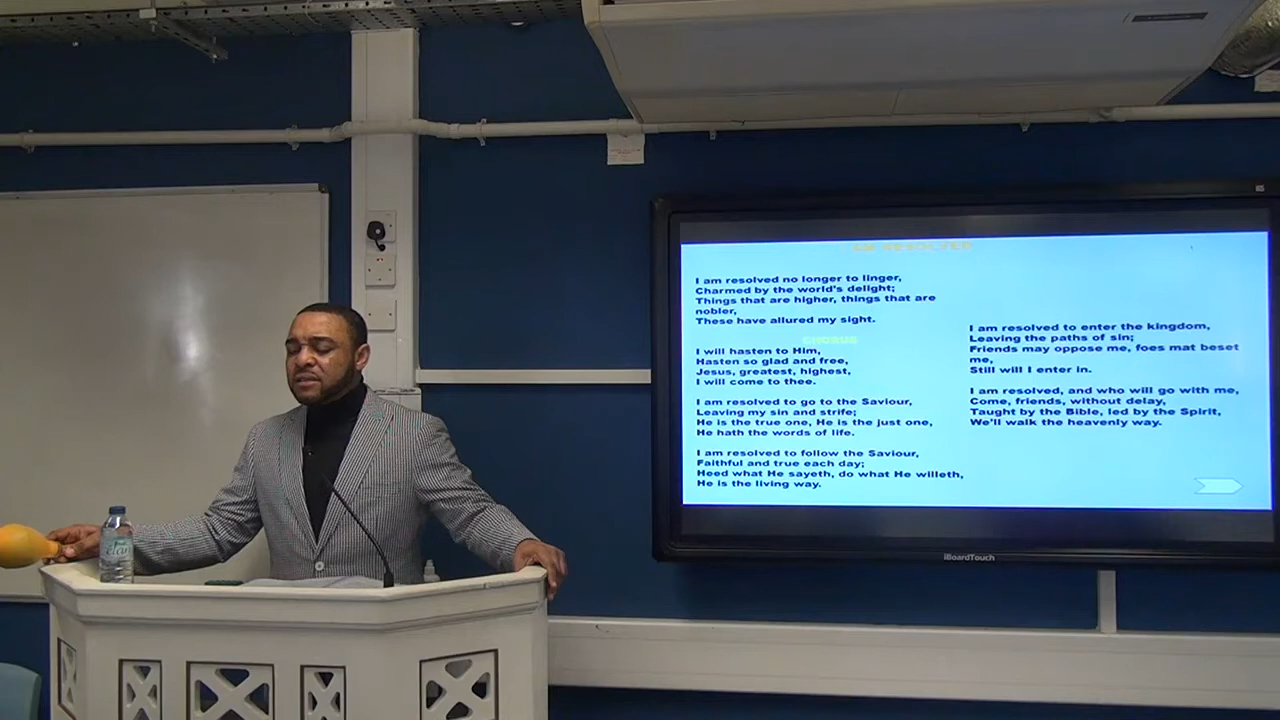 AM RESOLVED
I am resolved no longer to linger,
Charmed by the world's delight;
Things that are higher, things that are
nobler,
These have allured my sight.
CHORUS
I will hasten to Him,
Hasten so glad and free,
Jesus, greatest, highest,
I will come to thee.
I am resolved to go to the Saviour,
Leaving my sin and strife;
He is the true one, He is the just one,
He hath the words of life.
I am resolved to follow the Saviour,
Faithful and true each day;
Heed what He sayeth, do what He willeth,
He is the living way.
I am resolved to enter the kingdom,
Leaving the paths of sin;
Friends may oppose me, foes mat beset
me,
Still will I enter in.
I am resolved, and who will go with me,
Come, friends, without delay,
Taught by the Bible, led by the Spirit,
We'll walk the heavenly way.
iBoardTouch